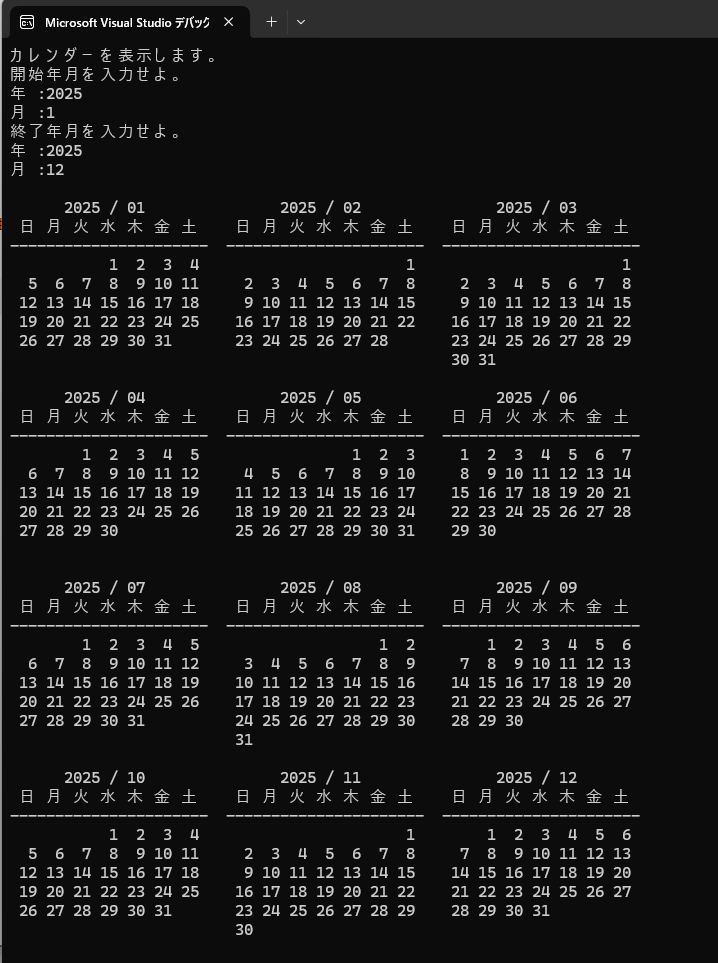 Microsoft Visual Studio デバッグ
カレンダーを表示します。
開始年月を入力せよ。
年 :2025
月 :1
終了年月を入力せよ。
年 :2025
月 :12
      2025 / 01               2025 / 02               2025 / 03
 日 月 火 水 木 金 土    日 月 火 水 木 金 土    日 月 火 水 木 金 土
----------------------  ----------------------  ----------------------
           1  2  3  4                      1                       1
  5  6  7  8  9 10 11    2  3  4  5  6  7  8     2  3  4  5  6  7  8
 12 13 14 15 16 17 18    9 10 11 12 13 14 15     9 10 11 12 13 14 15
 19 20 21 22 23 24 25   16 17 18 19 20 21 22    16 17 18 19 20 21 22
 26 27 28 29 30 31      23 24 25 26 27 28       23 24 25 26 27 28 29
                                                30 31
      2025 / 04               2025 / 05               2025 / 06
 日 月 火 水 木 金 土    日 月 火 水 木 金 土    日 月 火 水 木 金 土
----------------------  ----------------------  ----------------------
        1  2  3  4  5                1  2  3     1  2  3  4  5  6  7
  6  7  8  9 10 11 12    4  5  6  7  8  9 10     8  9 10 11 12 13 14
 13 14 15 16 17 18 19   11 12 13 14 15 16 17    15 16 17 18 19 20 21
 20 21 22 23 24 25 26   18 19 20 21 22 23 24    22 23 24 25 26 27 28
 27 28 29 30            25 26 27 28 29 30 31    29 30
      2025 / 07               2025 / 08               2025 / 09
 日 月 火 水 木 金 土    日 月 火 水 木 金 土    日 月 火 水 木 金 土
----------------------  ----------------------  ----------------------
        1  2  3  4  5                   1  2        1  2  3  4  5  6
  6  7  8  9 10 11 12    3  4  5  6  7  8  9     7  8  9 10 11 12 13
 13 14 15 16 17 18 19   10 11 12 13 14 15 16    14 15 16 17 18 19 20
 20 21 22 23 24 25 26   17 18 19 20 21 22 23    21 22 23 24 25 26 27
 27 28 29 30 31         24 25 26 27 28 29 30    28 29 30
                        31
      2025 / 10               2025 / 11               2025 / 12
 日 月 火 水 木 金 土    日 月 火 水 木 金 土    日 月 火 水 木 金 土
----------------------  ----------------------  ----------------------
           1  2  3  4                      1        1  2  3  4  5  6
  5  6  7  8  9 10 11    2  3  4  5  6  7  8     7  8  9 10 11 12 13
 12 13 14 15 16 17 18    9 10 11 12 13 14 15    14 15 16 17 18 19 20
 19 20 21 22 23 24 25   16 17 18 19 20 21 22    21 22 23 24 25 26 27
 26 27 28 29 30 31      23 24 25 26 27 28 29    28 29 30 31
                        30